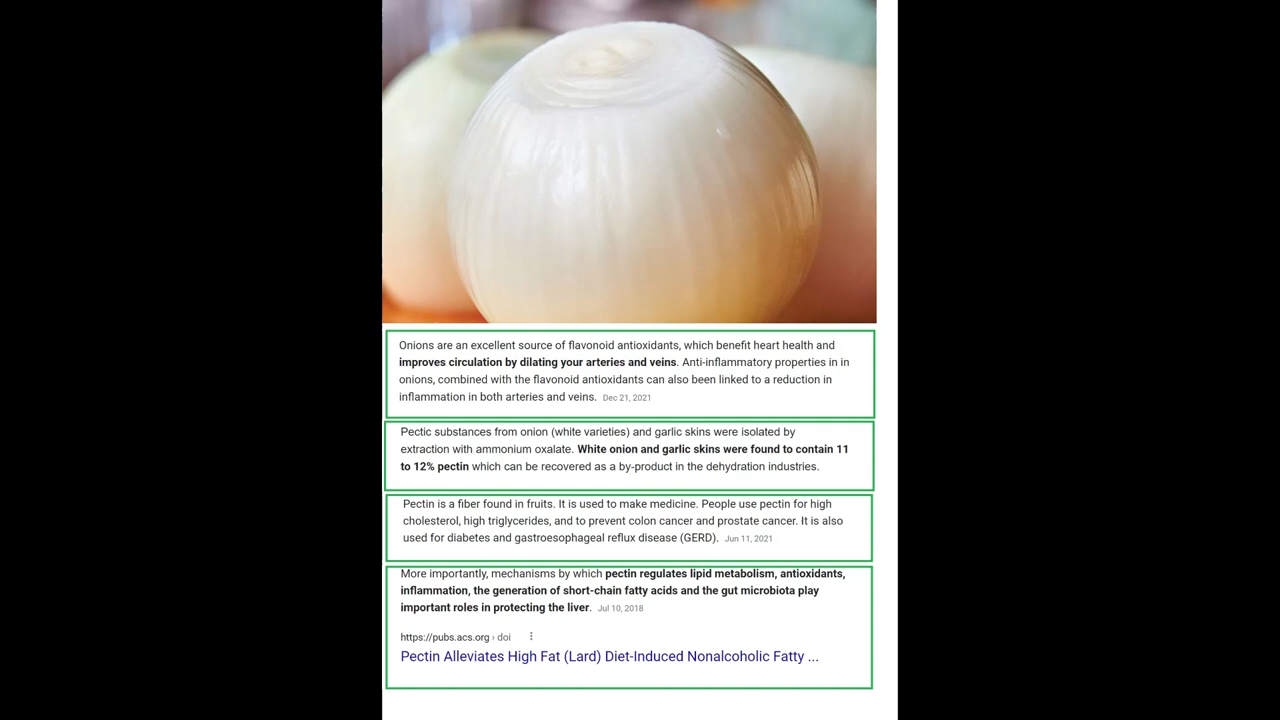 Onions are an excellent source of flavonoid antioxidants, which benefit heart health and
improves circulation by dilating your arteries and veins. Anti-inflammatory properties in in
onions, combined with the flavonoid antioxidants can also been linked to a reduction in
inflammation in both arteries and veins. Dec 21, 2021
Pectic substances from onion (white varieties) and garlic skins were isolated by
extraction with ammonium oxalate. White onion and garlic skins were found to contain 11
to 12% pectin which can be recovered as a by-product in the dehydration industries.
Pectin is a fiber found in fruits. It is used to make medicine. People use pectin for high
cholesterol, high triglycerides, and to prevent colon cancer and prostate cancer. It is also
used for diabetes and gastroesophageal reflux disease (GERD). Jun 11, 2021
More importantly, mechanisms by which pectin regulates lipid metabolism, antioxidants,
inflammation, the generation of short-chain fatty acids and the gut microbiota play
important roles in protecting the liver. Jul 10, 2018
https://pubs.acs.org › doi
Pectin Alleviates High Fat (Lard) Diet-Induced Nonalcoholic Fatty ...